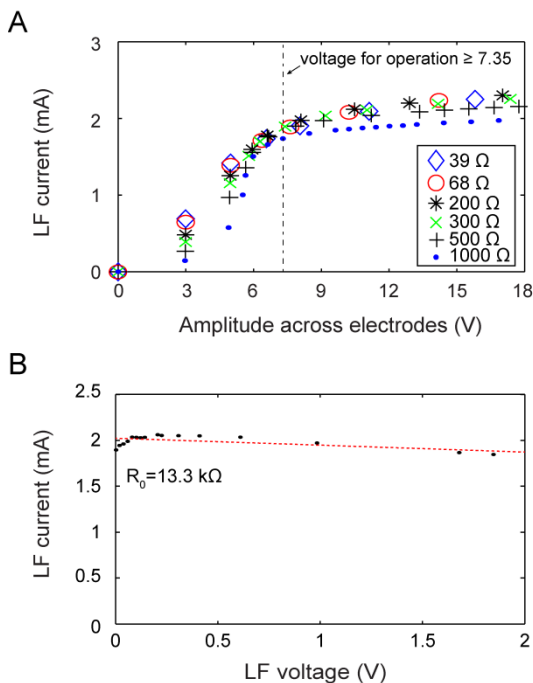 A
voltage for operation ≥ 7.35
LF current (mA)
3
2
1
0
39 Ω
68 Ω
200 Ω
300 Ω
500 Ω
1000 Ω
0 3 6 9 12 15 18
Amplitude across electrodes (V)
B
LF current (mA)
2.5
2
1.5
1
0.5
0
R₀=13.3 kΩ
0 0.5 1 1.5 2
LF voltage (V)